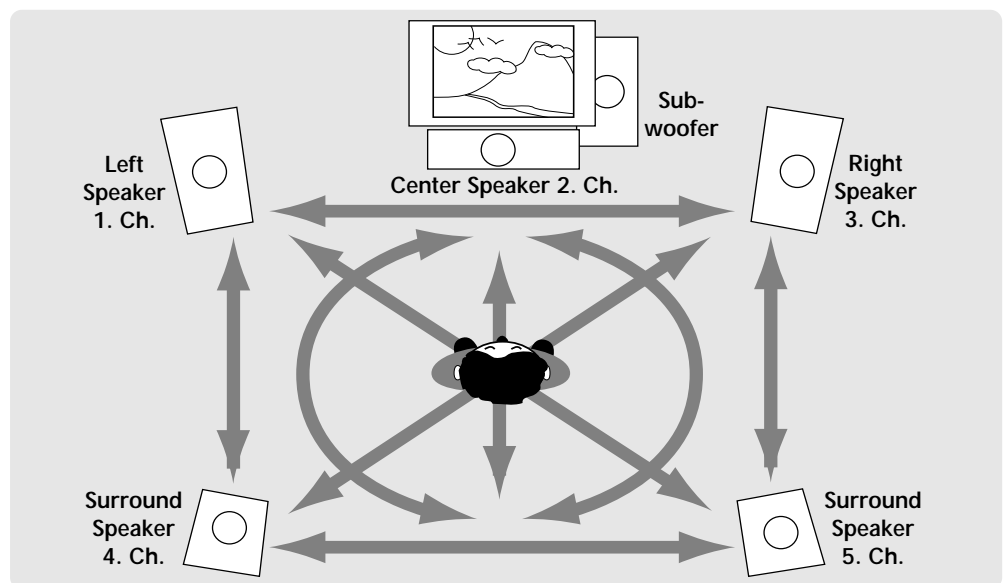 Sub-
woofer
Left
Speaker
1. Ch.
Center Speaker 2. Ch.
Right
Speaker
3. Ch.
Surround
Speaker
4. Ch.
Surround
Speaker
5. Ch.